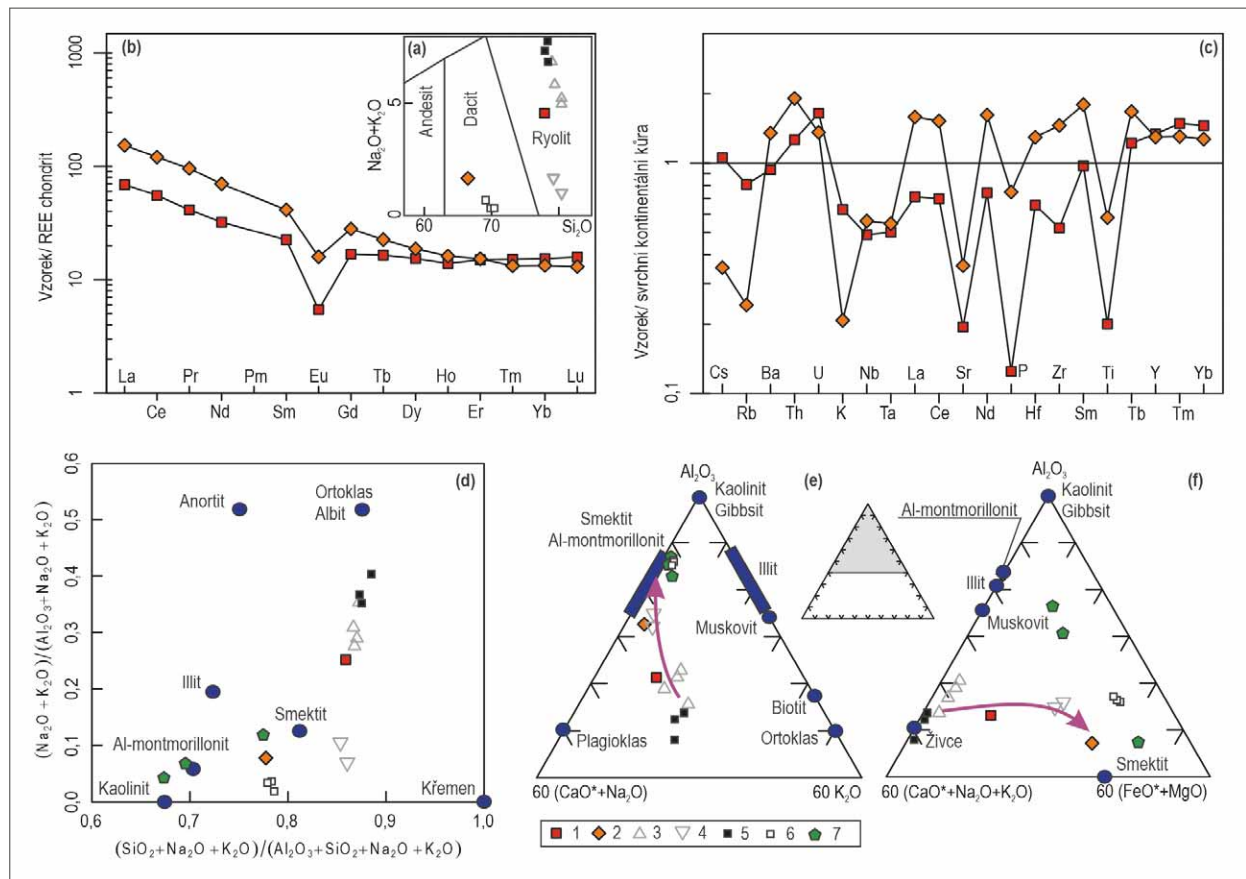 (b)
1000
100
10
1
Vzorek/ REE chondrit
La Pr Pm Eu Tb Ho Tm Lu
Ce Nd Sm Gd Dy Er Yb
(a)
Na₂O+K₂O
5
0
Andesit
Dacit
Ryolit
60 70 Si₂O
(c)
Vzorek/ svrchni kontinentální kúra
1
0,1
Cs Ba U Nb La Sr P Zr Ti Y Yb
Rb Th K Ta Ce Nd Hf Sm Tb Tm
(d)
0,6
0,5
0,4
0,3
0,2
0,1
0,0
(Na₂O + K₂O)/(Al₂O₃+Na₂O + K₂O)
Anortit
Ortoklas
Albit
Illit
Smektit
Al-montmorillonit
Kaolinit
Křemen
0,6 0,7 0,8 0,9 1,0
(SiO₂+Na₂O + K₂O)/(Al₂O₃+SiO₂+Na₂O + K₂O)
(e)
Al₂O₃
Kaolinit
Gibbsit
Smektit
Al-montmorillonit
Illit
Muskovit
Biotit
Plagioklas
Ortoklas
60 (CaO*+Na₂O)
60 K₂O
(f)
Al₂O₃
Kaolinit
Gibbsit
Al-montmorillonit
Illit
Muskovit
Živce
Smektit
60 (CaO*+Na₂O+K₂O)
60 (FeO*+MgO)
1 2 3 4 5 6 7